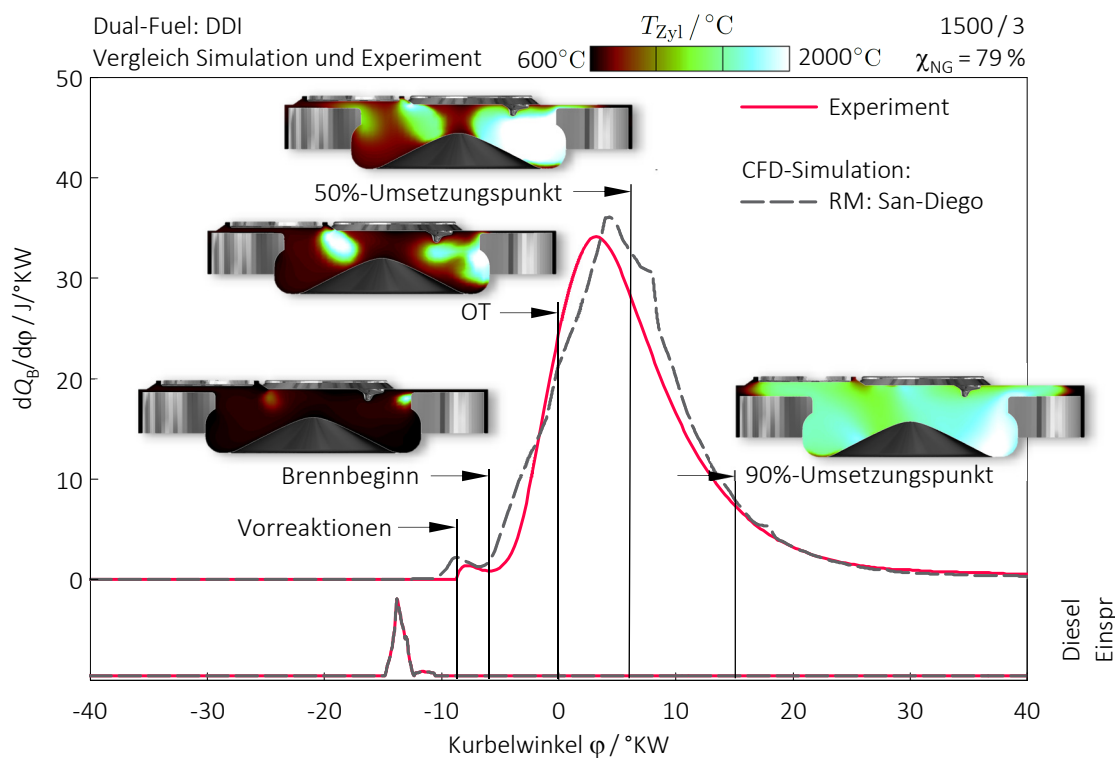 Dual-Fuel: DDI
Vergleich Simulation und Experiment
T_Zyl / °C
600°C
2000°C
1500 / 3
χ_NG = 79 %
Experiment
CFD-Simulation:
RM: San-Diego
50%-Umsetzungspunkt
OT
Brennbeginn
Vorreaktionen
90%-Umsetzungspunkt
dQ_B/dφ / J/°KW
50
40
30
20
10
0
Diesel
Einspr
-40 -30 -20 -10 0 10 20 30 40
Kurbelwinkel φ / °KW